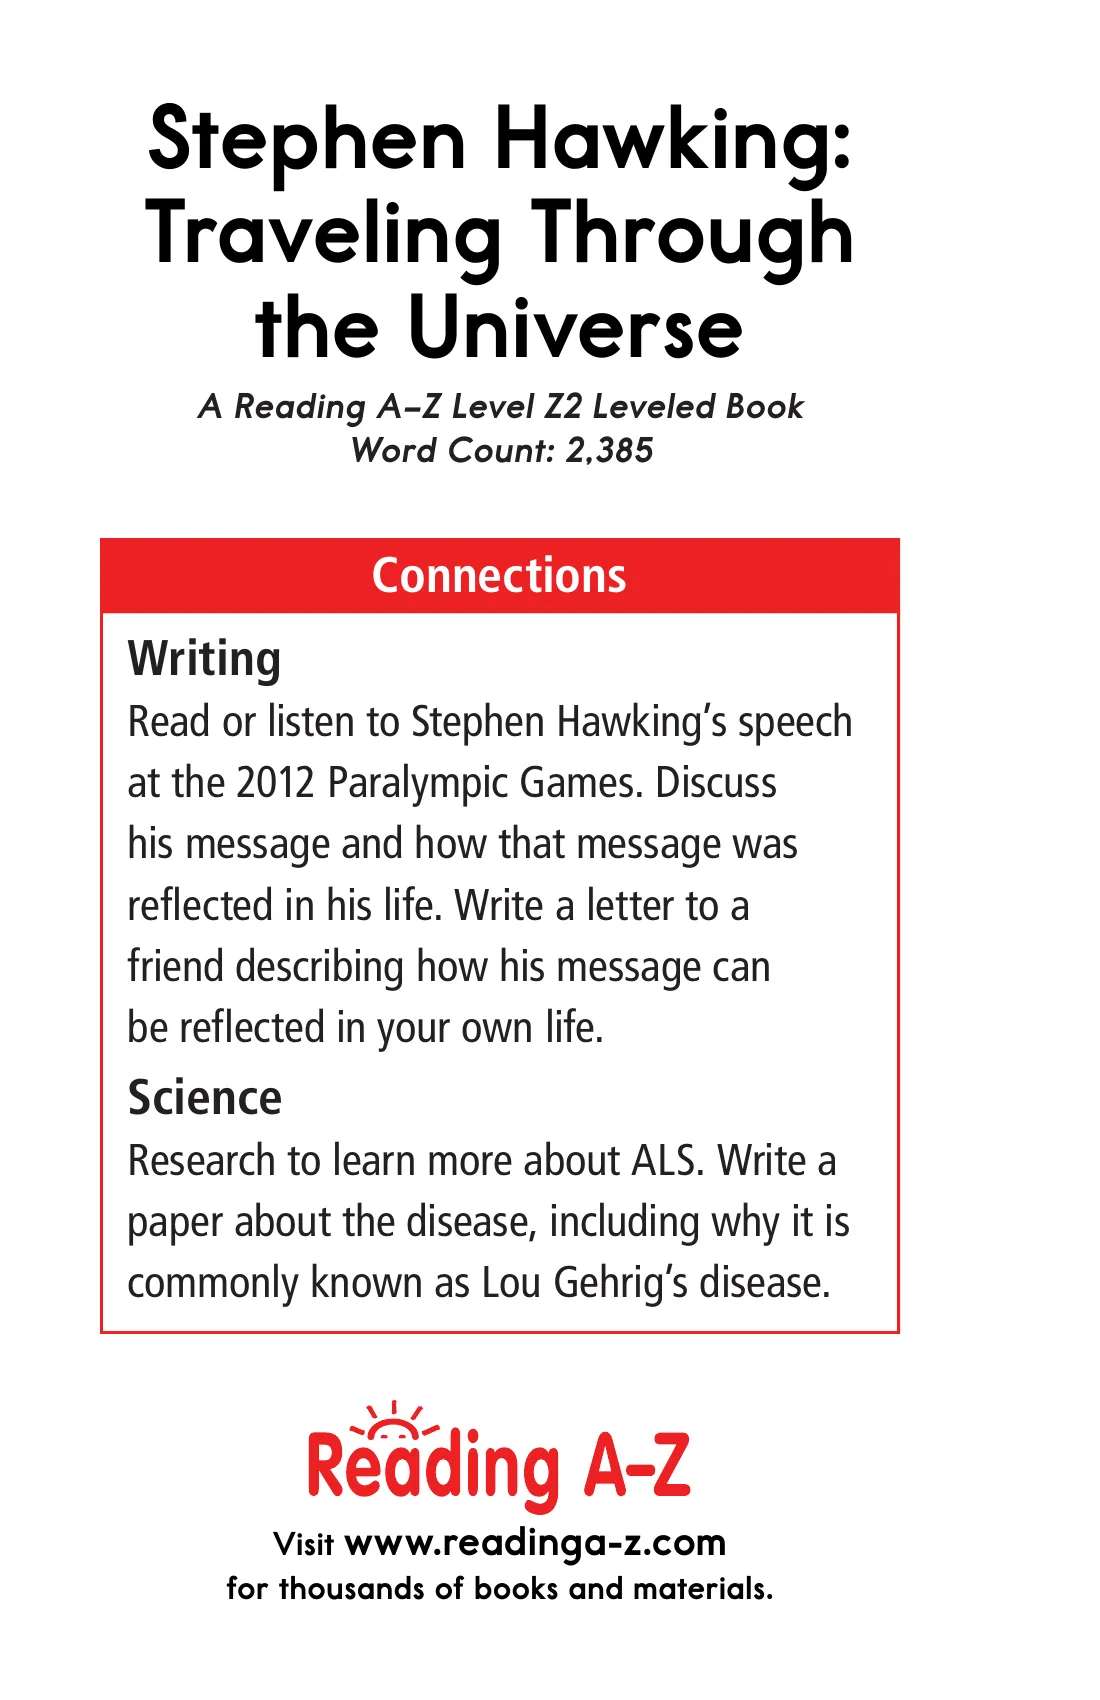 Stephen Hawking:
Traveling Through
the Universe
A Reading A–Z Level Z2 Leveled Book
Word Count: 2,385
Connections
Writing
Read or listen to Stephen Hawking’s speech
at the 2012 Paralympic Games. Discuss
his message and how that message was
reflected in his life. Write a letter to a
friend describing how his message can
be reflected in your own life.
Science
Research to learn more about ALS. Write a
paper about the disease, including why it is
commonly known as Lou Gehrig’s disease.
Reading A–Z
Visit www.readinga-z.com
for thousands of books and materials.